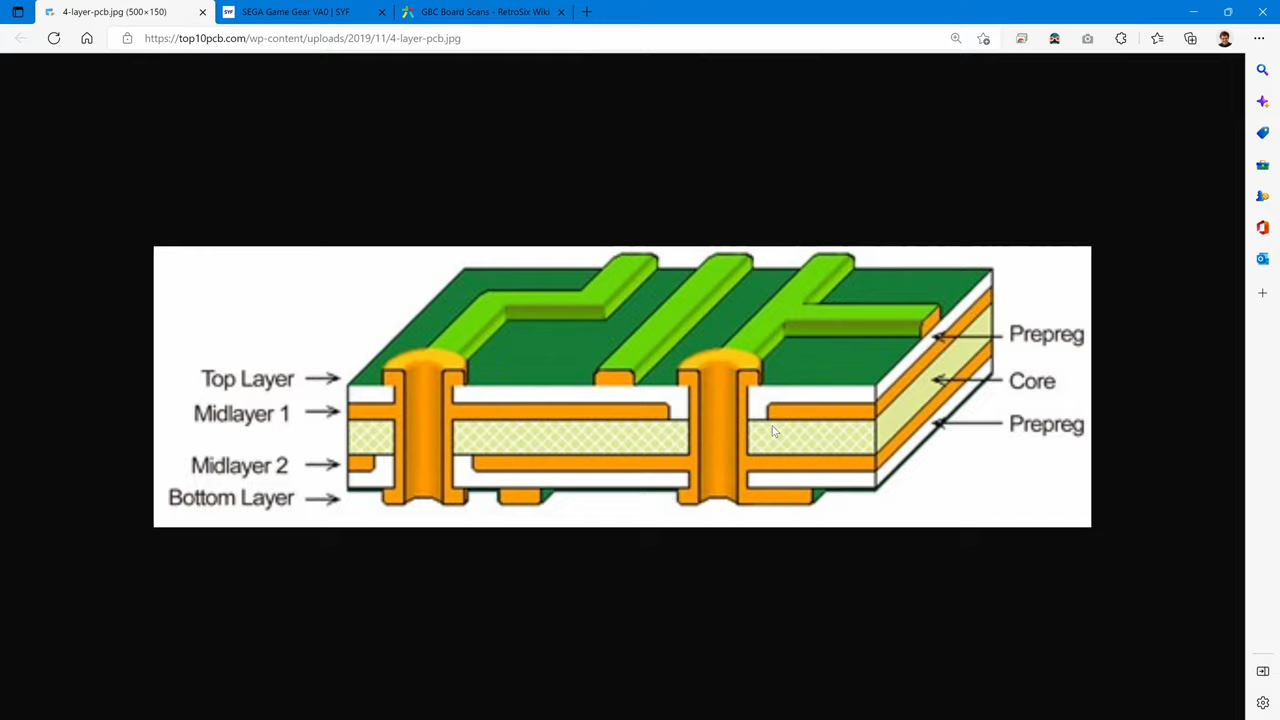 4-layer-pcb.jpg (500×150)
SYF
SEGA Game Gear VA0 | SYF
GBC Board Scans - RetroSix Wiki
https://top10pcb.com/wp-content/uploads/2019/11/4-layer-pcb.jpg
Prepreg
Top Layer
Core
Midlayer 1
Prepreg
Midlayer 2
Bottom Layer